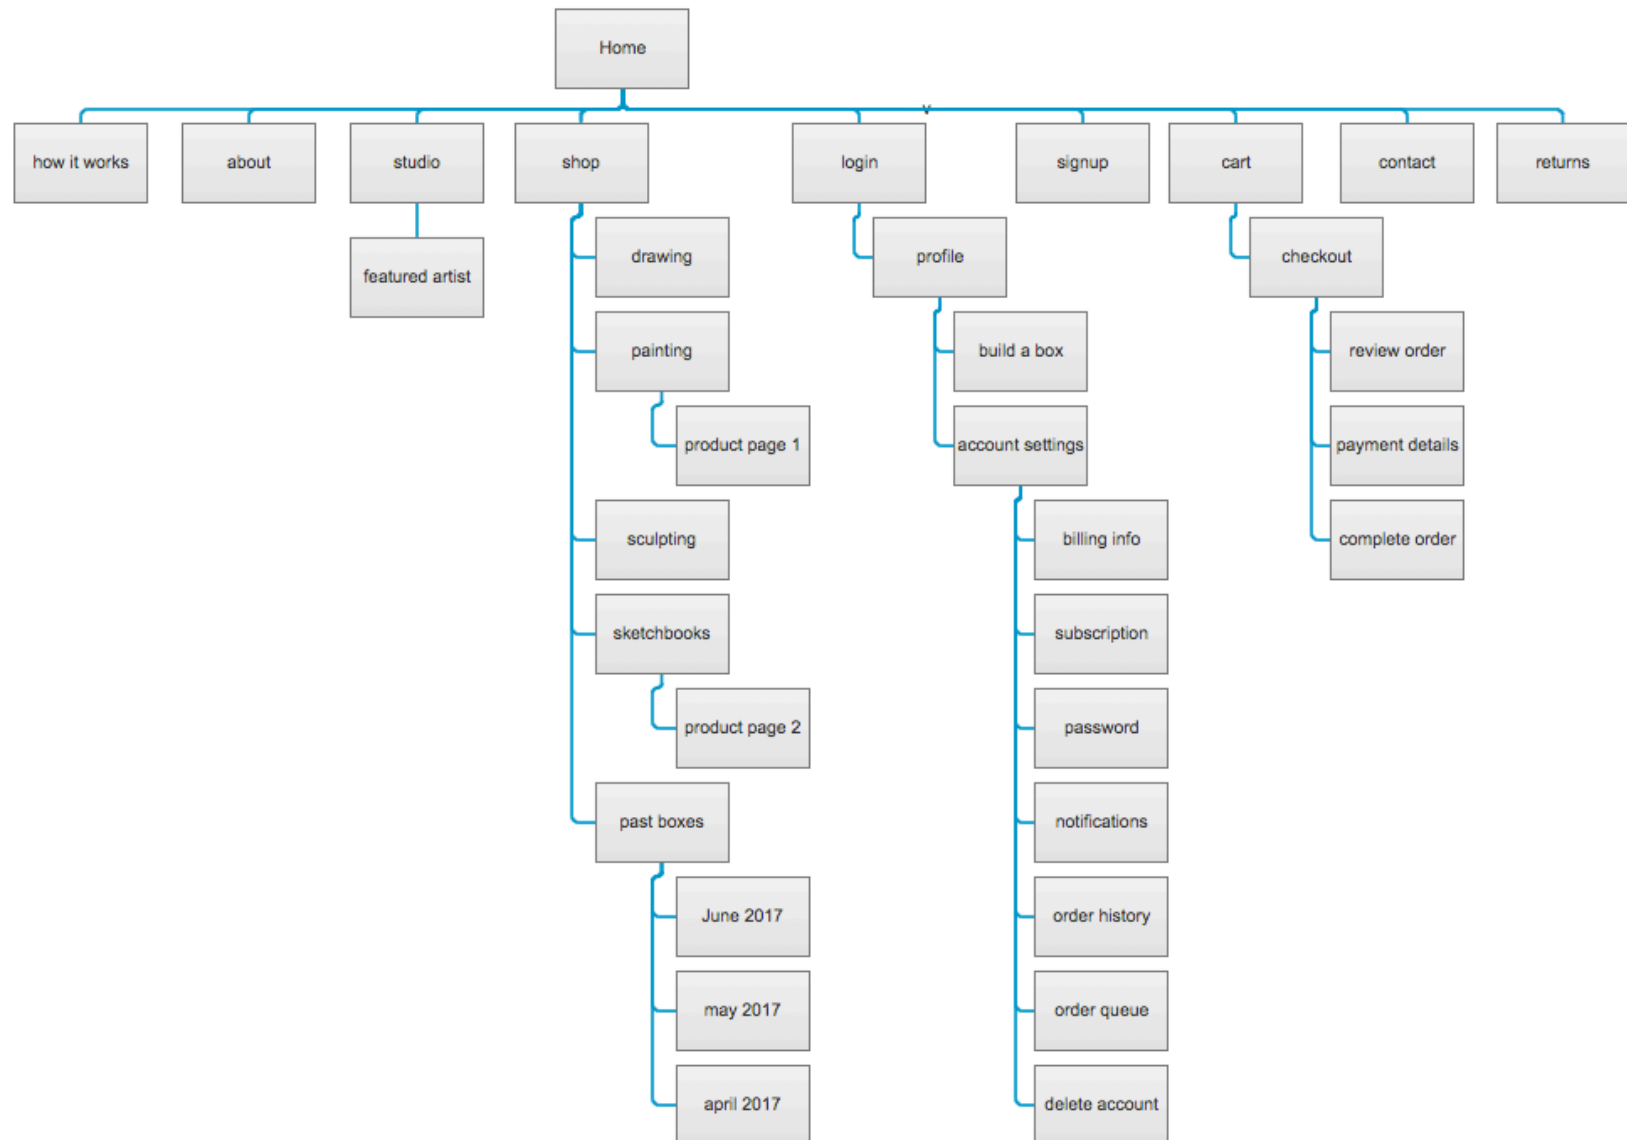 Home
how it works
about
studio
shop
login
signup
cart
contact
returns
featured artist
drawing
painting
product page 1
sculpting
sketchbooks
product page 2
past boxes
June 2017
may 2017
april 2017
profile
build a box
account settings
billing info
subscription
password
notifications
order history
order queue
delete account
checkout
review order
payment details
complete order